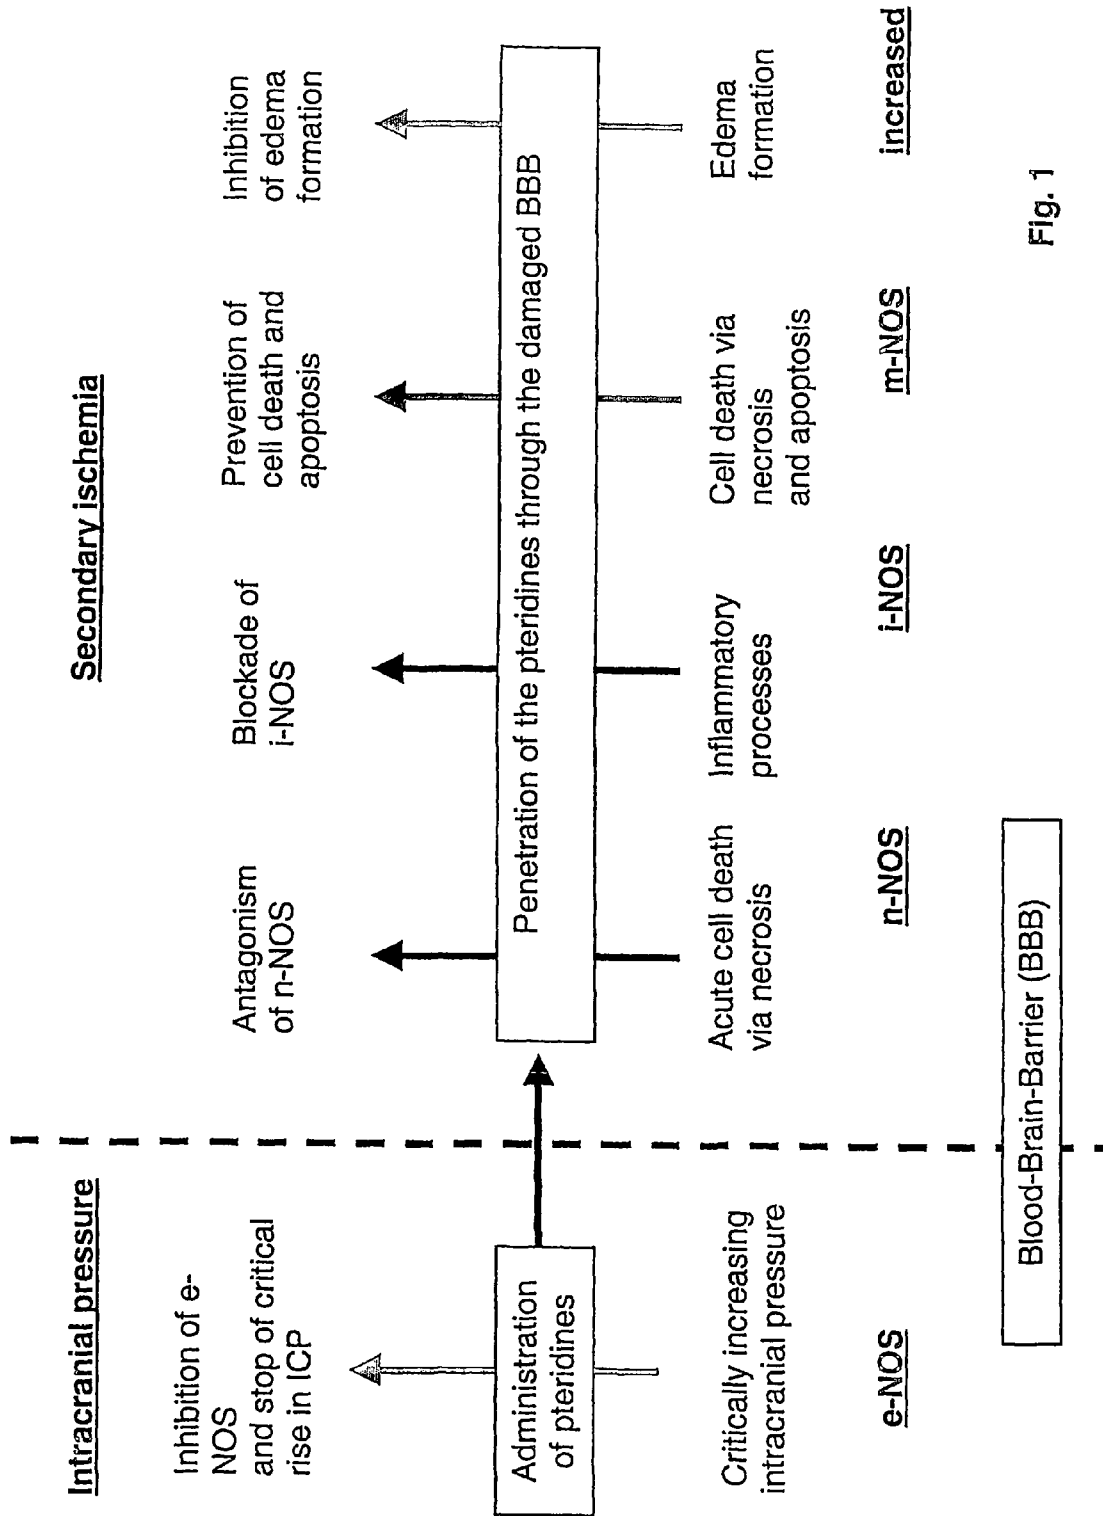 Intracranial pressure
Secondary ischemia
Inhibition of e-
NOS
and stop of critical
rise in ICP
Antagonism
of n-NOS
Blockade of
i-NOS
Prevention of
cell death and
apoptosis
Inhibition
of edema
formation
Administration
of pteridines
Penetration of the pteridines through the damaged BBB
Critically increasing
intracranial pressure
Acute cell death
via necrosis
Inflammatory
processes
Cell death via
necrosis
and apoptosis
Edema
formation
e-NOS
n-NOS
i-NOS
m-NOS
increased
Blood-Brain-Barrier (BBB)
Fig. 1